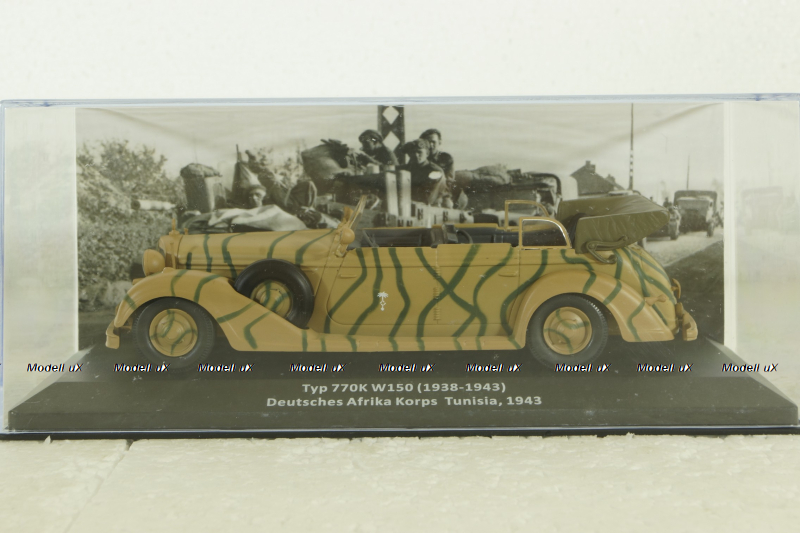 Modell uX Modell uX Modell uX Modell uX Modell uX Modell uX Modell uX Modell uX Modell uX
Typ 770K W150 (1938-1943)
Deutsches Afrika Korps Tunisia, 1943